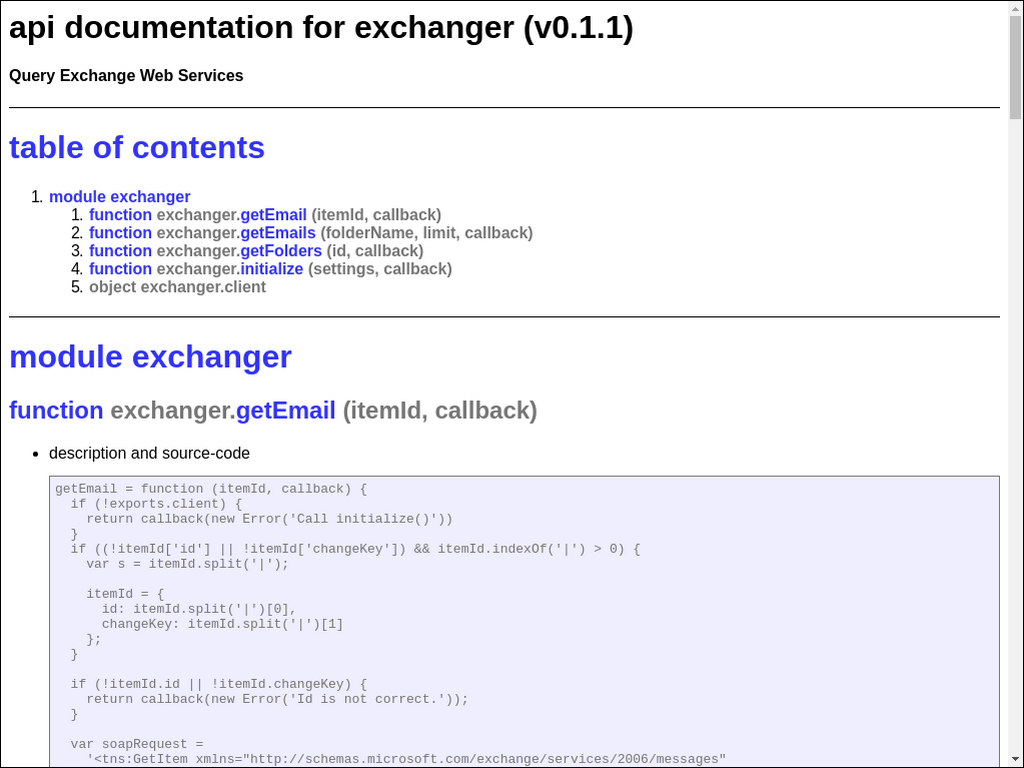 api documentation for exchanger (v0.1.1)
Query Exchange Web Services
table of contents
1. module exchanger
1. function exchanger.getEmail (itemId, callback)
2. function exchanger.getEmails (folderName, limit, callback)
3. function exchanger.getFolders (id, callback)
4. function exchanger.initialize (settings, callback)
5. object exchanger.client
module exchanger
function exchanger.getEmail (itemId, callback)
• description and source-code
getEmail = function (itemId, callback) {
  if (!exports.client) {
    return callback(new Error('Call initialize()'))
  }
  if ((!itemId['id'] || !itemId['changeKey']) && itemId.indexOf('|') > 0) {
    var s = itemId.split('|');

    itemId = {
      id: itemId.split('|')[0],
      changeKey: itemId.split('|')[1]
    };
  }

  if (!itemId.id || !itemId.changeKey) {
    return callback(new Error('Id is not correct.'));
  }

  var soapRequest =
    '<tns:GetItem xmlns="http://schemas.microsoft.com/exchange/services/2006/messages"